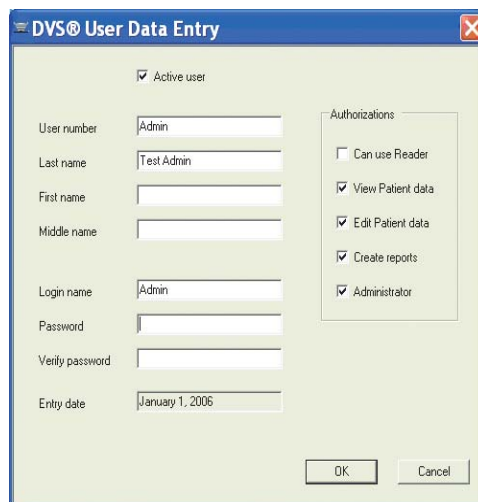 DVS® User Data Entry
Active user
User number Admin
Last name Test Admin
First name
Middle name
Login name Admin
Password
Verify password
Entry date January 1, 2006
Authorizations
Can use Reader
View Patient data
Edit Patient data
Create reports
Administrator
OK Cancel